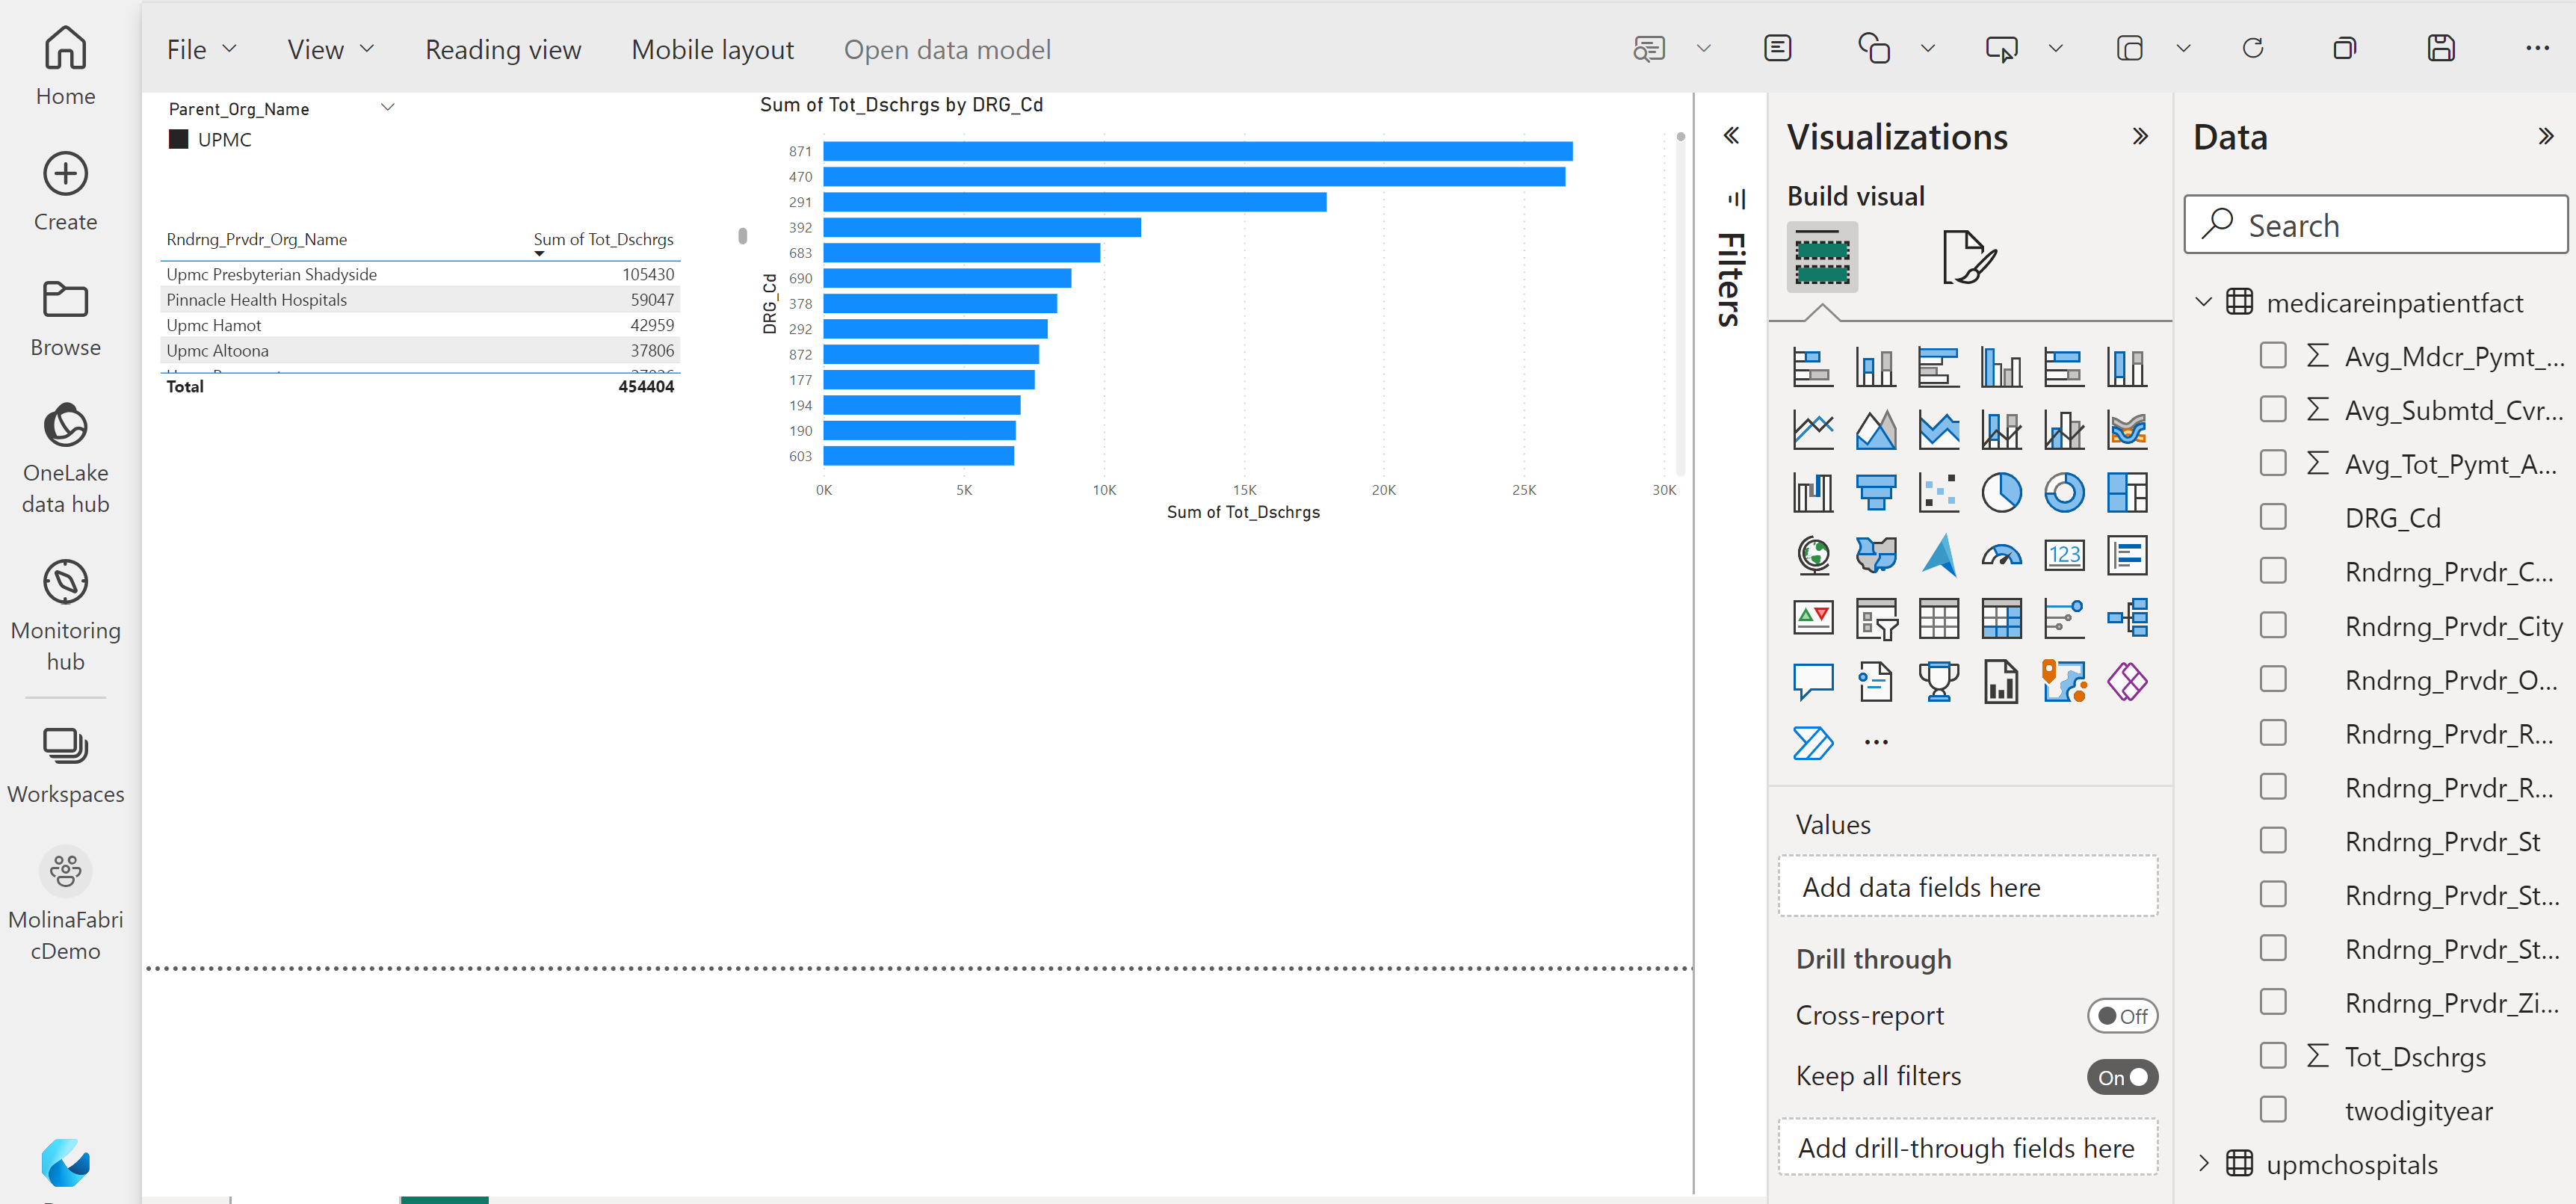 File
View
Reading view
Mobile layout
Open data model
Home
Create
Browse
OneLake
data hub
Monitoring
hub
Workspaces
MolinaFabri
cDemo
Parent_Org_Name
UPMC
Rndrng_Prvdr_Org_Name Sum of Tot_Dschrgs
Upmc Presbyterian Shadyside 105430
Pinnacle Health Hospitals 59047
Upmc Hamot 42959
Upmc Altoona 37806
Total 454404
Sum of Tot_Dschrgs by DRG_Cd
DRG_Cd
871
470
291
392
683
690
378
292
872
177
194
190
603
0K 5K 10K 15K 20K 25K 30K
Sum of Tot_Dschrgs
Filters
Visualizations
Build visual
123
Values
Add data fields here
Drill through
Cross-report
Off
Keep all filters
On
Add drill-through fields here
Data
Search
medicareinpatientfact
Avg_Mdcr_Pymt_...
Avg_Submtd_Cvr...
Avg_Tot_Pymt_A...
DRG_Cd
Rndrng_Prvdr_C...
Rndrng_Prvdr_City
Rndrng_Prvdr_O...
Rndrng_Prvdr_R...
Rndrng_Prvdr_R...
Rndrng_Prvdr_St
Rndrng_Prvdr_St...
Rndrng_Prvdr_St...
Rndrng_Prvdr_Zi...
Tot_Dschrgs
twodigityear
upmchospitals